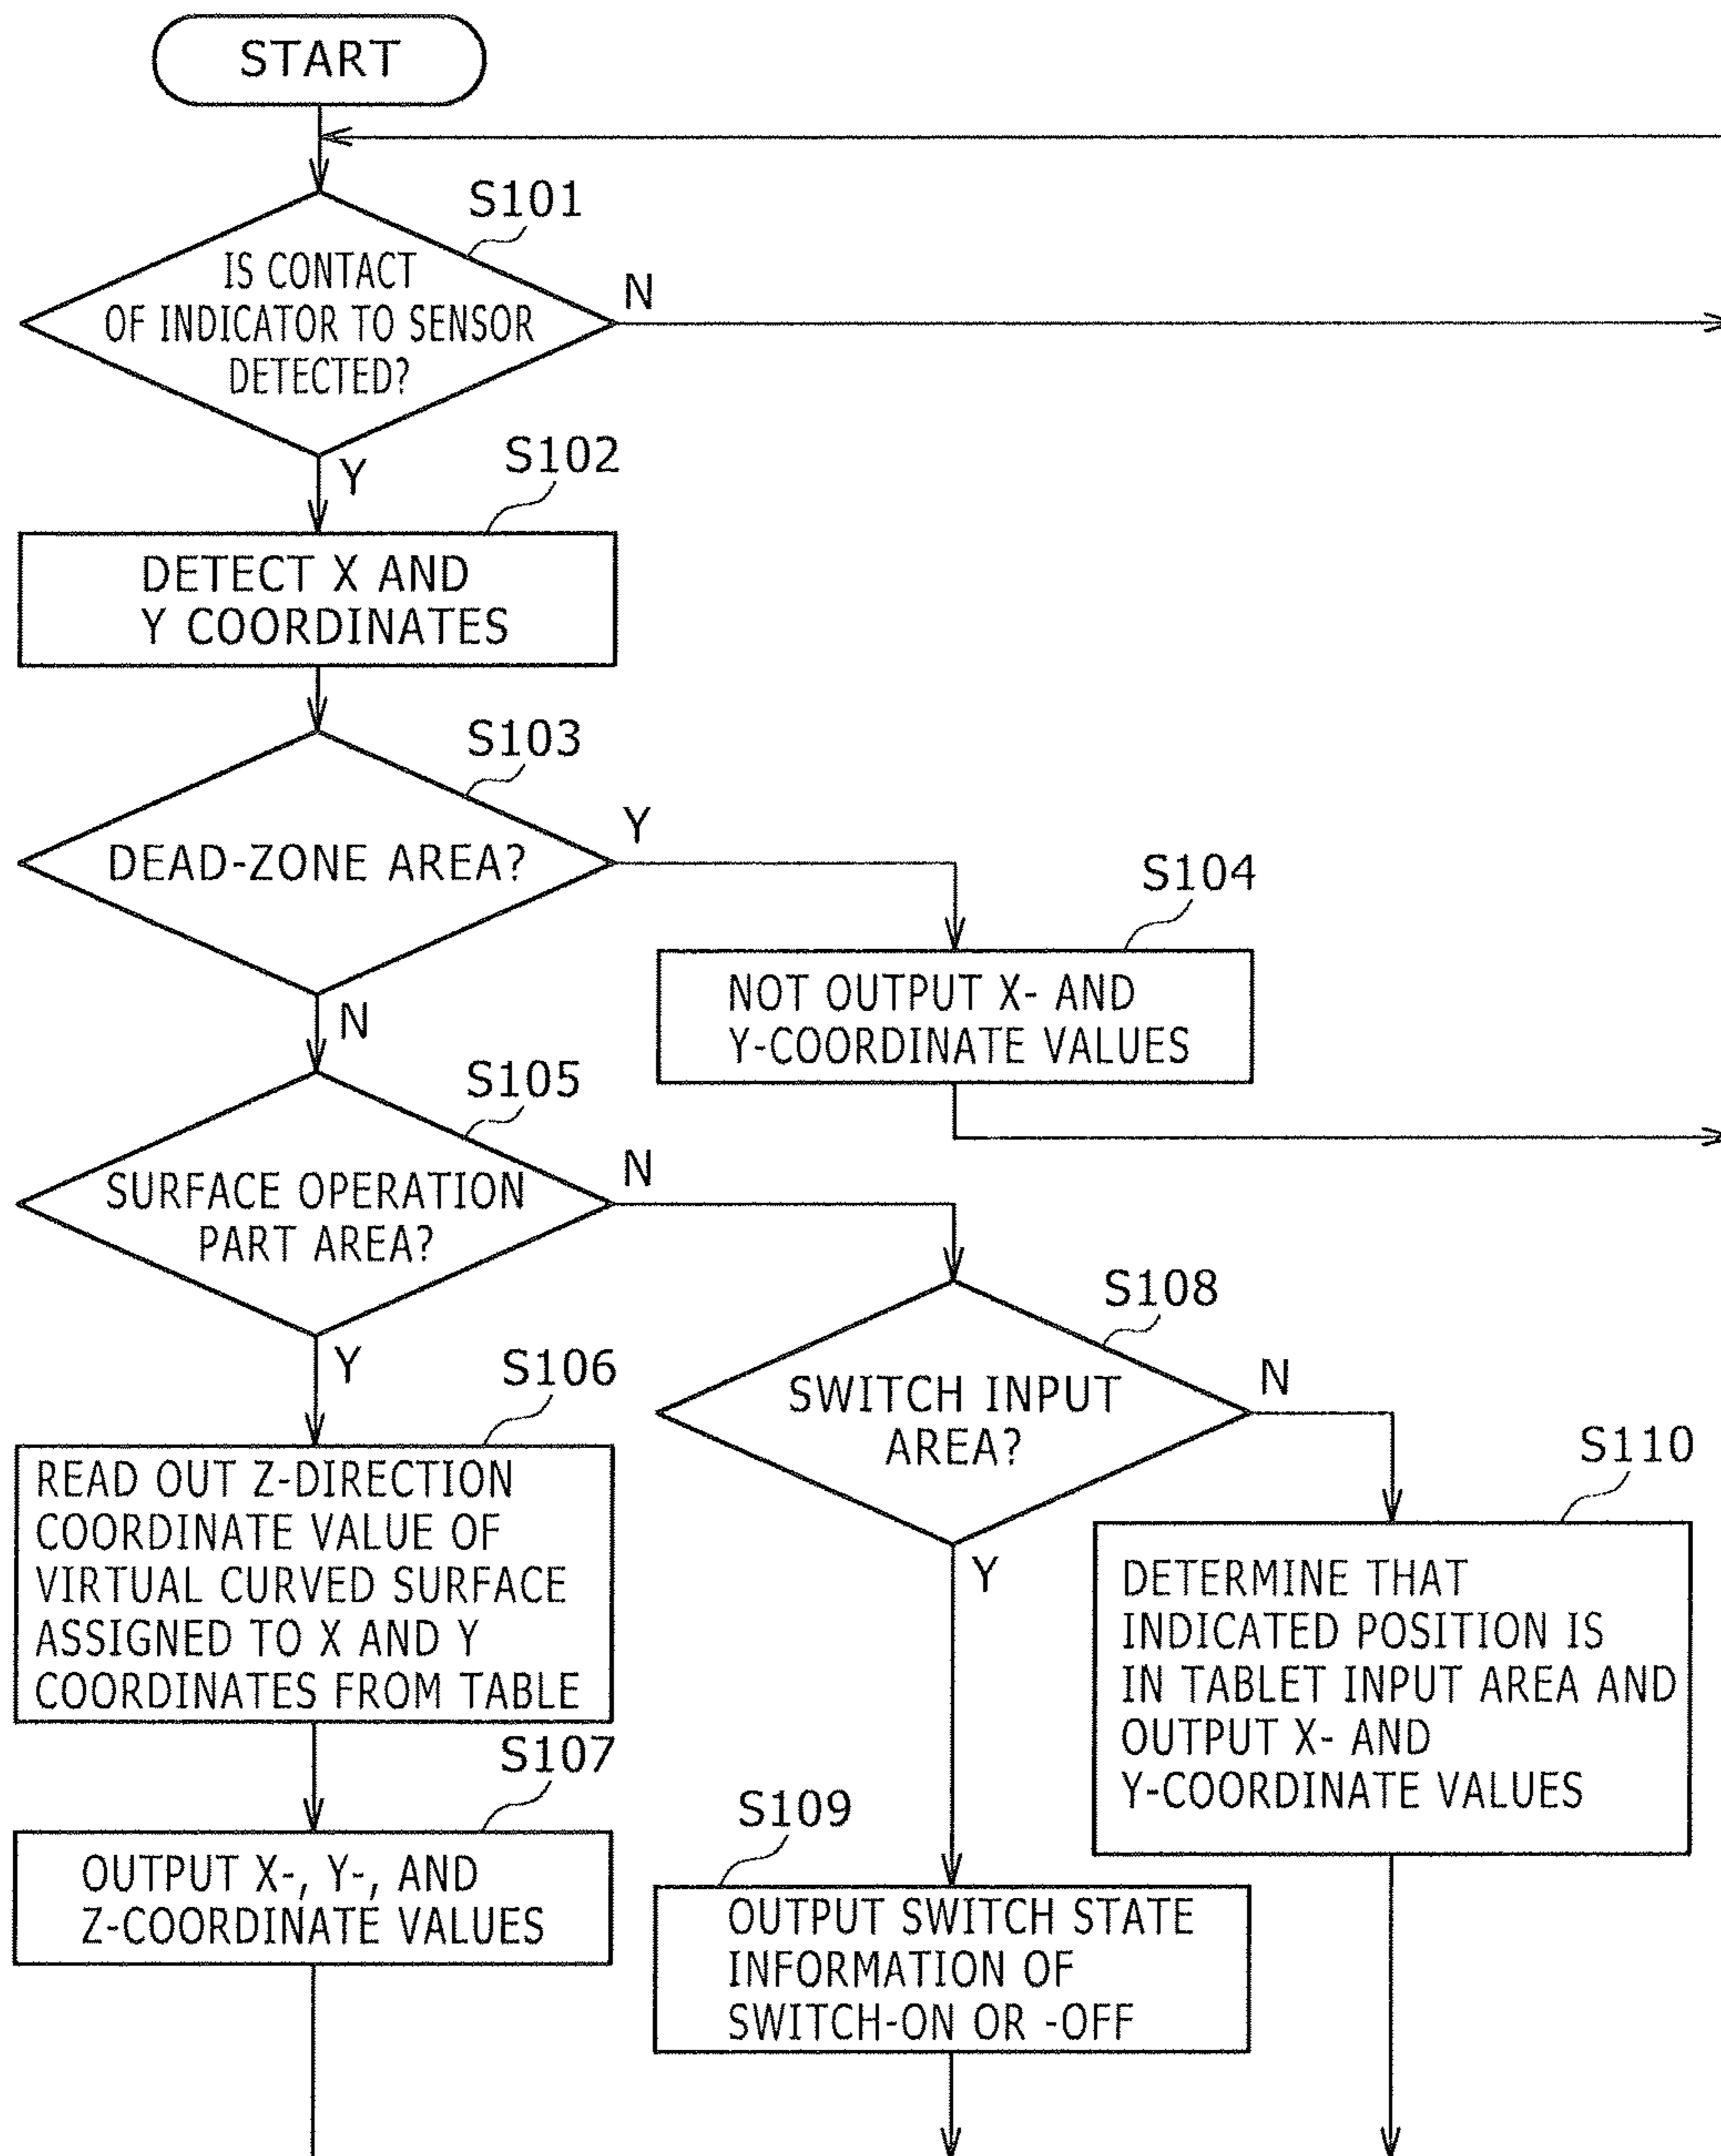 START
S101
IS CONTACT
OF INDICATOR TO SENSOR
DETECTED?
N
Y
S102
DETECT X AND
Y COORDINATES
S103
DEAD-ZONE AREA?
Y
N
S104
NOT OUTPUT X- AND
Y-COORDINATE VALUES
S105
SURFACE OPERATION
PART AREA?
N
Y
S106
READ OUT Z-DIRECTION
COORDINATE VALUE OF
VIRTUAL CURVED SURFACE
ASSIGNED TO X AND Y
COORDINATES FROM TABLE
S107
OUTPUT X-, Y-, AND
Z-COORDINATE VALUES
S108
SWITCH INPUT
AREA?
N
Y
S109
OUTPUT SWITCH STATE
INFORMATION OF
SWITCH-ON OR -OFF
S110
DETERMINE THAT
INDICATED POSITION IS
IN TABLET INPUT AREA AND
OUTPUT X- AND
Y-COORDINATE VALUES